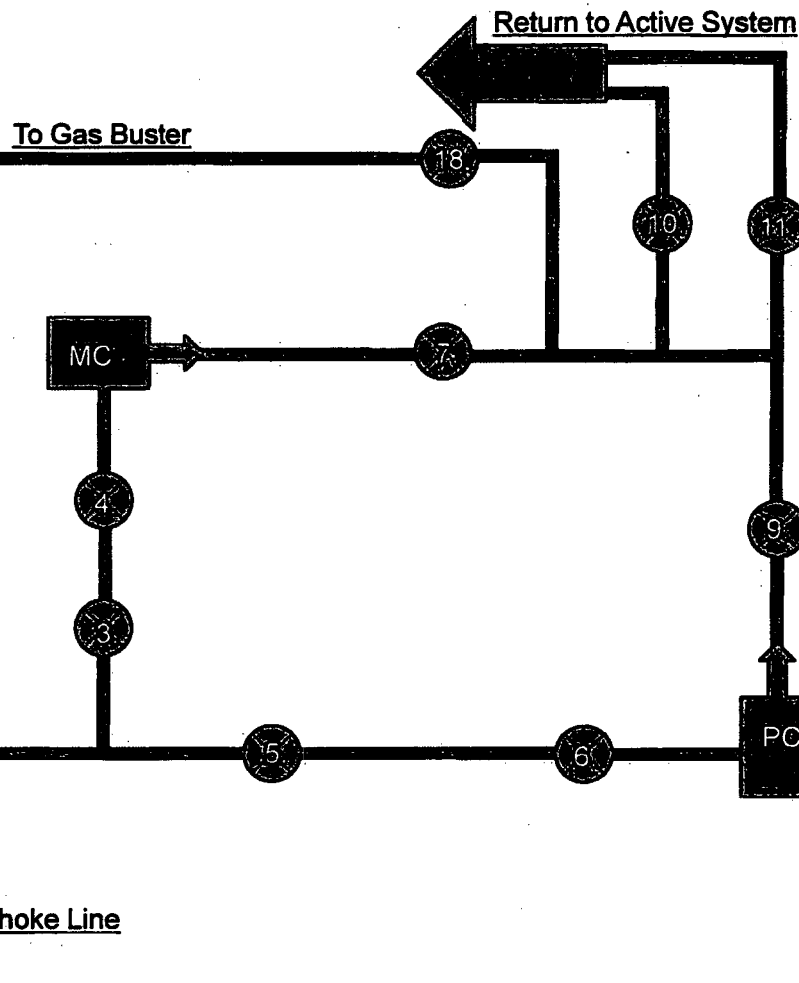 Return to Active System
To Gas Buster
18
10
11
MC
7
4
9
3
PC
5
6
hoke Line